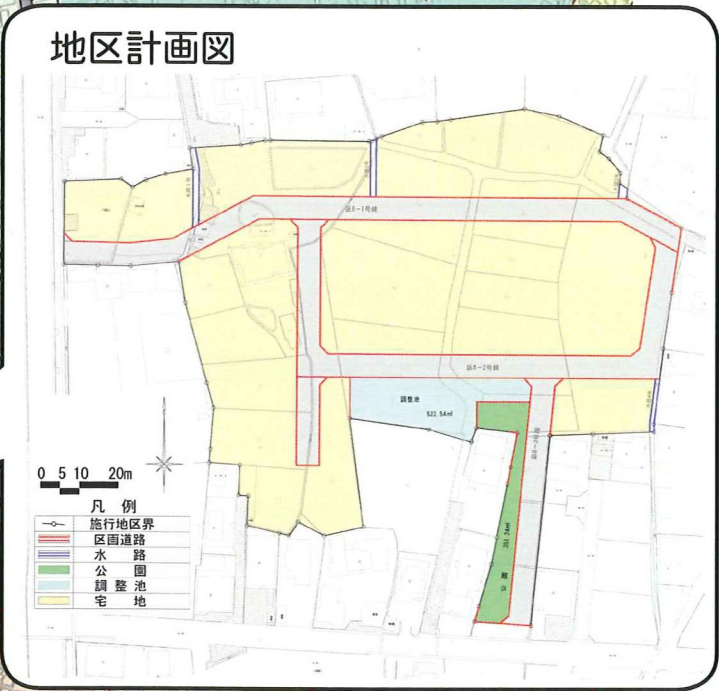 地区計画図
区6-1号線
区6-2号線
調整池
522.54㎡
公園
0 5 10 20m
凡例
施行地区界
区画道路
水路
公園
調整池
宅地